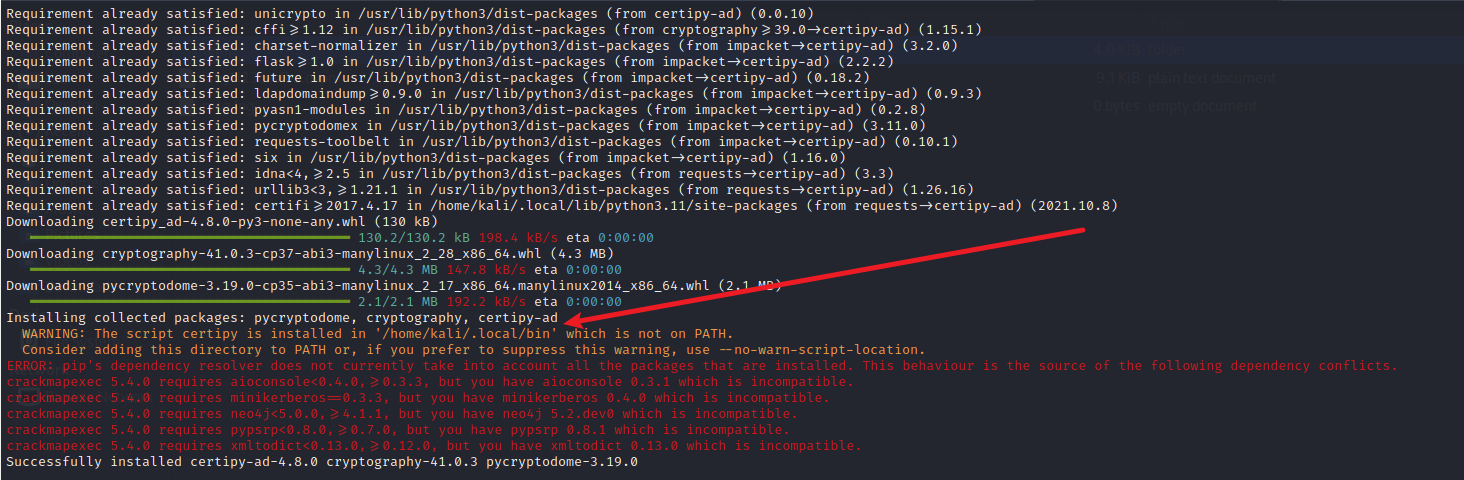 Requirement already satisfied: unicrypto in /usr/lib/python3/dist-packages (from certipy-ad) (0.0.10)
Requirement already satisfied: cffi≥1.12 in /usr/lib/python3/dist-packages (from cryptography≥39.0→certipy-ad) (1.15.1)
Requirement already satisfied: charset-normalizer in /usr/lib/python3/dist-packages (from impacket→certipy-ad) (3.2.0)
Requirement already satisfied: flask≥1.0 in /usr/lib/python3/dist-packages (from impacket→certipy-ad) (2.2.2)
Requirement already satisfied: future in /usr/lib/python3/dist-packages (from impacket→certipy-ad) (0.18.2)
Requirement already satisfied: ldapdomaindump≥0.9.0 in /usr/lib/python3/dist-packages (from impacket→certipy-ad) (0.9.3)
Requirement already satisfied: pyasn1-modules in /usr/lib/python3/dist-packages (from impacket→certipy-ad) (0.2.8)
Requirement already satisfied: pycryptodomex in /usr/lib/python3/dist-packages (from impacket→certipy-ad) (3.11.0)
Requirement already satisfied: requests-toolbelt in /usr/lib/python3/dist-packages (from impacket→certipy-ad) (0.10.1)
Requirement already satisfied: six in /usr/lib/python3/dist-packages (from impacket→certipy-ad) (1.16.0)
Requirement already satisfied: idna<4,≥2.5 in /usr/lib/python3/dist-packages (from requests→certipy-ad) (3.3)
Requirement already satisfied: urllib3<3,≥1.21.1 in /usr/lib/python3/dist-packages (from requests→certipy-ad) (1.26.16)
Requirement already satisfied: certifi≥2017.4.17 in /home/kali/.local/lib/python3.11/site-packages (from requests→certipy-ad) (2021.10.8)
Downloading certipy_ad-4.8.0-py3-none-any.whl (130 kB)
130.2/130.2 kB 198.4 kB/s eta 0:00:00
Downloading cryptography-41.0.3-cp37-abi3-manylinux_2_28_x86_64.whl (4.3 MB)
4.3/4.3 MB 147.8 kB/s eta 0:00:00
Downloading pycryptodome-3.19.0-cp35-abi3-manylinux_2_17_x86_64.manylinux2014_x86_64.whl (2.1 MB)
2.1/2.1 MB 192.2 kB/s eta 0:00:00
Installing collected packages: pycryptodome, cryptography, certipy-ad
WARNING: The script certipy is installed in '/home/kali/.local/bin' which is not on PATH.
Consider adding this directory to PATH or, if you prefer to suppress this warning, use --no-warn-script-location.
ERROR: pip's dependency resolver does not currently take into account all the packages that are installed. This behaviour is the source of the following dependency conflicts.
crackmapexec 5.4.0 requires aioconsole<0.4.0,≥0.3.3, but you have aioconsole 0.3.1 which is incompatible.
crackmapexec 5.4.0 requires minikerberos==0.3.3, but you have minikerberos 0.4.0 which is incompatible.
crackmapexec 5.4.0 requires neo4j<5.0.0,≥4.1.1, but you have neo4j 5.2.dev0 which is incompatible.
crackmapexec 5.4.0 requires pypsrp<0.8.0,≥0.7.0, but you have pypsrp 0.8.1 which is incompatible.
crackmapexec 5.4.0 requires xmltodict<0.13.0,≥0.12.0, but you have xmltodict 0.13.0 which is incompatible.
Successfully installed certipy-ad-4.8.0 cryptography-41.0.3 pycryptodome-3.19.0
folder
9.1 KiB plain text document
0 bytes empty document